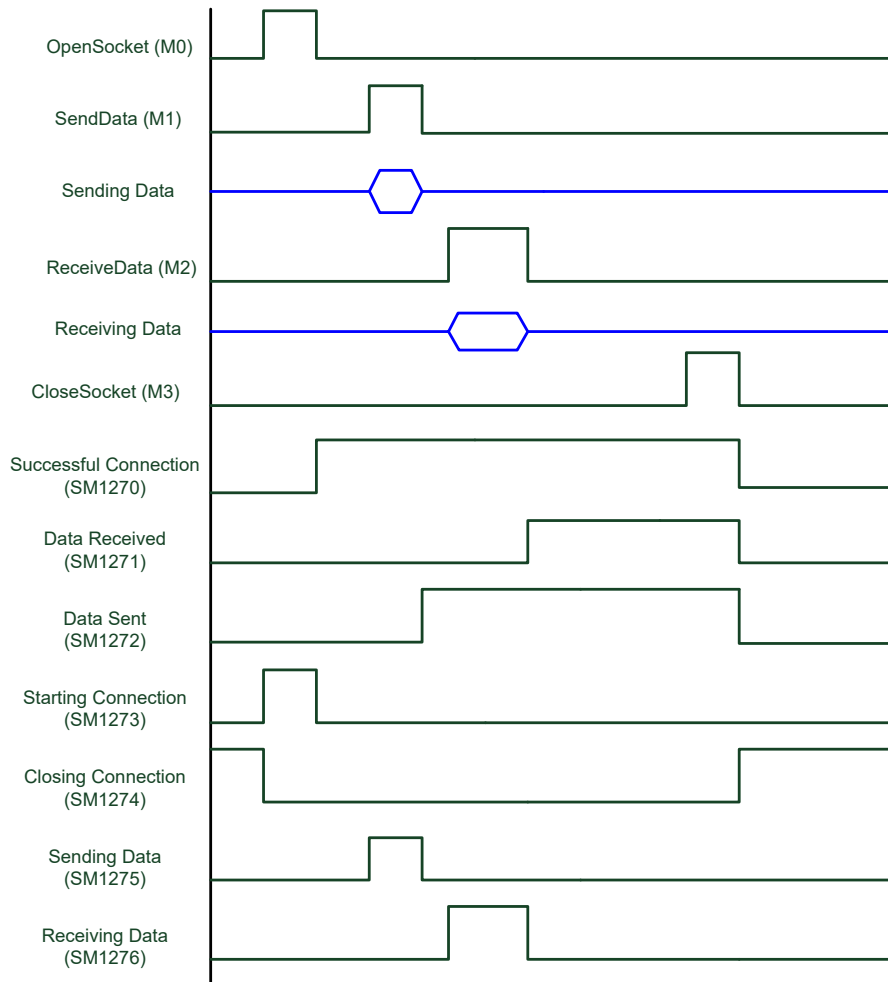 OpenSocket (M0)
SendData (M1)
Sending Data
ReceiveData (M2)
Receiving Data
CloseSocket (M3)
Successful Connection
(SM1270)
Data Received
(SM1271)
Data Sent
(SM1272)
Starting Connection
(SM1273)
Closing Connection
(SM1274)
Sending Data
(SM1275)
Receiving Data
(SM1276)